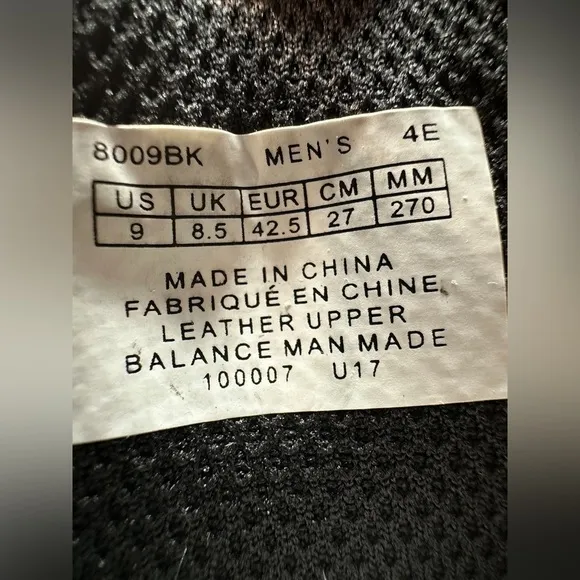 8009BK MEN'S 4E
US UK EUR CM MM
9 8.5 42.5 27 270
MADE IN CHINA
FABRIQUÉ EN CHINE
LEATHER UPPER
BALANCE MAN MADE
100007 U17